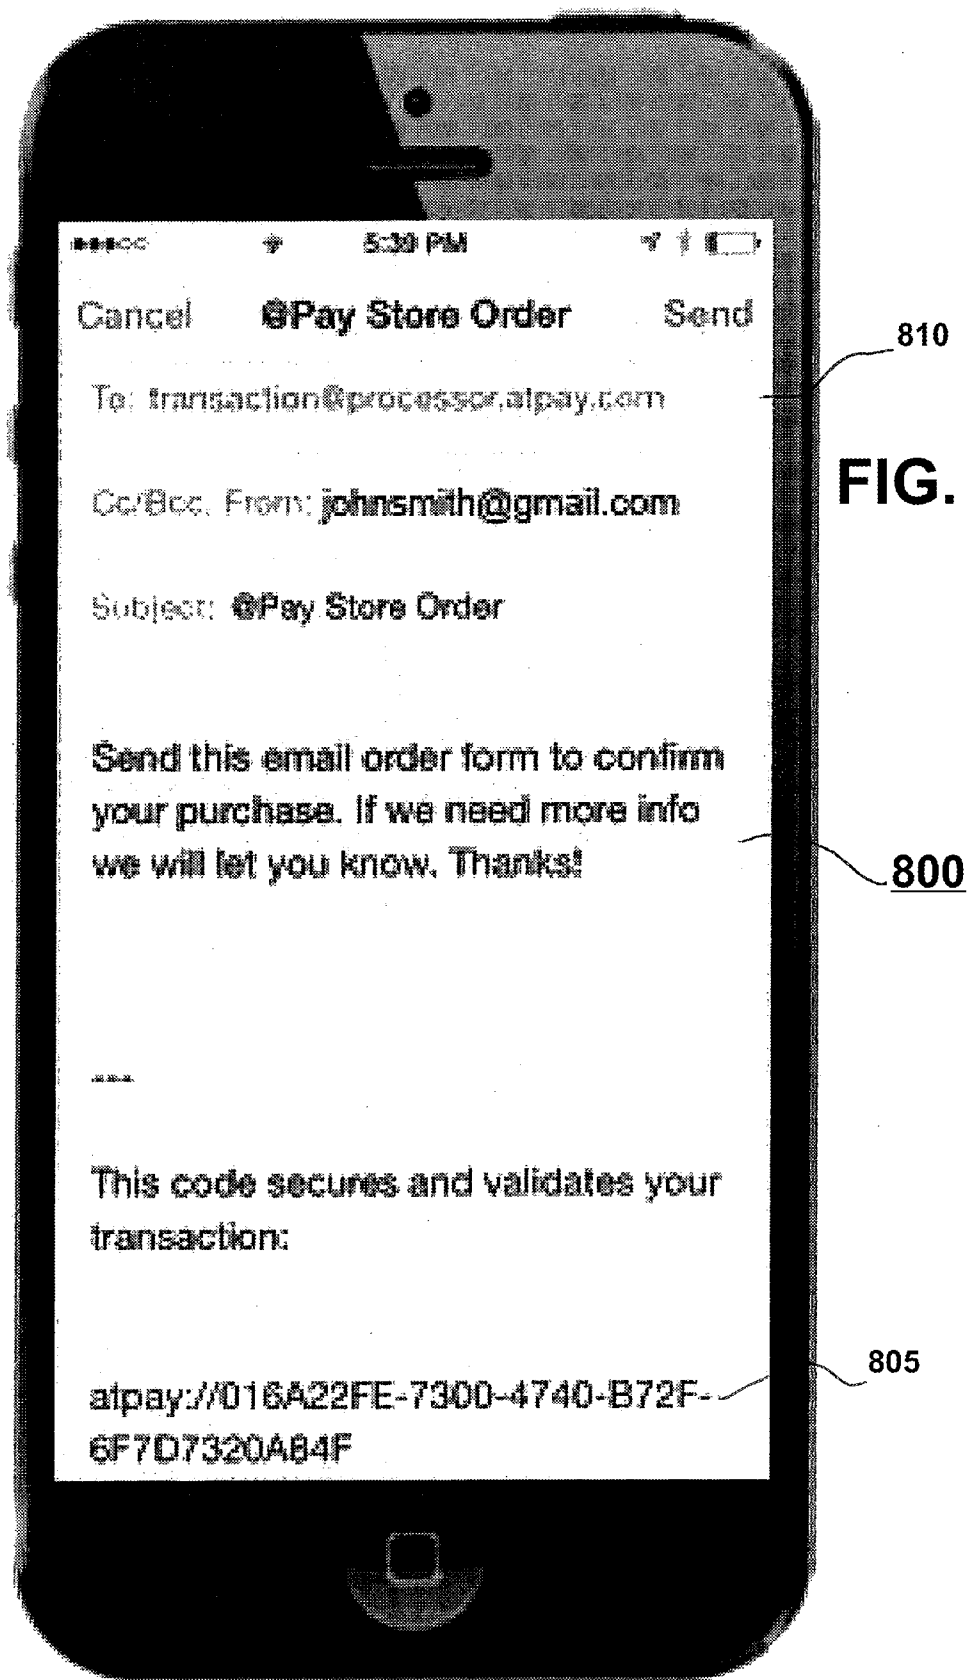 5:39 PM
Cancel @Pay Store Order Send
810
To: transaction@processor.atpay.com
FIG.
Cc/Bcc, From: johnsmith@gmail.com
Subject: @Pay Store Order
Send this email order form to confirm
your purchase. If we need more info
we will let you know. Thanks!
800
---
This code secures and validates your
transaction:
805
atpay://016A22FE-7300-4740-B72F-
6F7D7320A84F